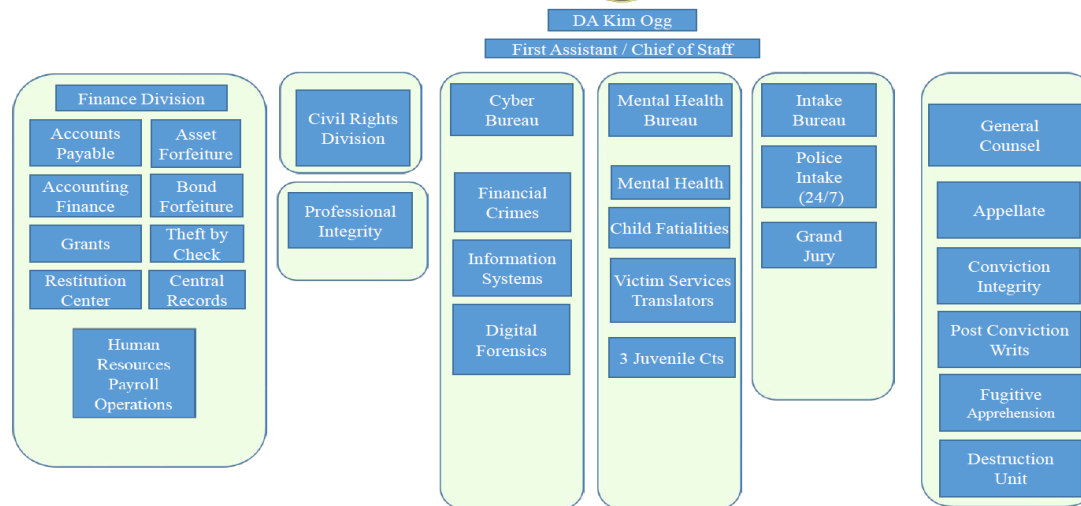 DA Kim Ogg
First Assistant / Chief of Staff
Finance Division
Accounts
Payable
Asset
Forfeiture
Accounting
Finance
Bond
Forfeiture
Grants
Theft by
Check
Restitution
Center
Central
Records
Human
Resources
Payroll
Operations
Civil Rights
Division
Professional
Integrity
Cyber
Bureau
Financial
Crimes
Information
Systems
Digital
Forensics
Mental Health
Bureau
Mental Health
Child Fatialities
Victim Services
Translators
3 Juvenile Cts
Intake
Bureau
Police
Intake
(24/7)
Grand
Jury
General
Counsel
Appellate
Conviction
Integrity
Post Conviction
Writs
Fugitive
Apprehension
Destruction
Unit